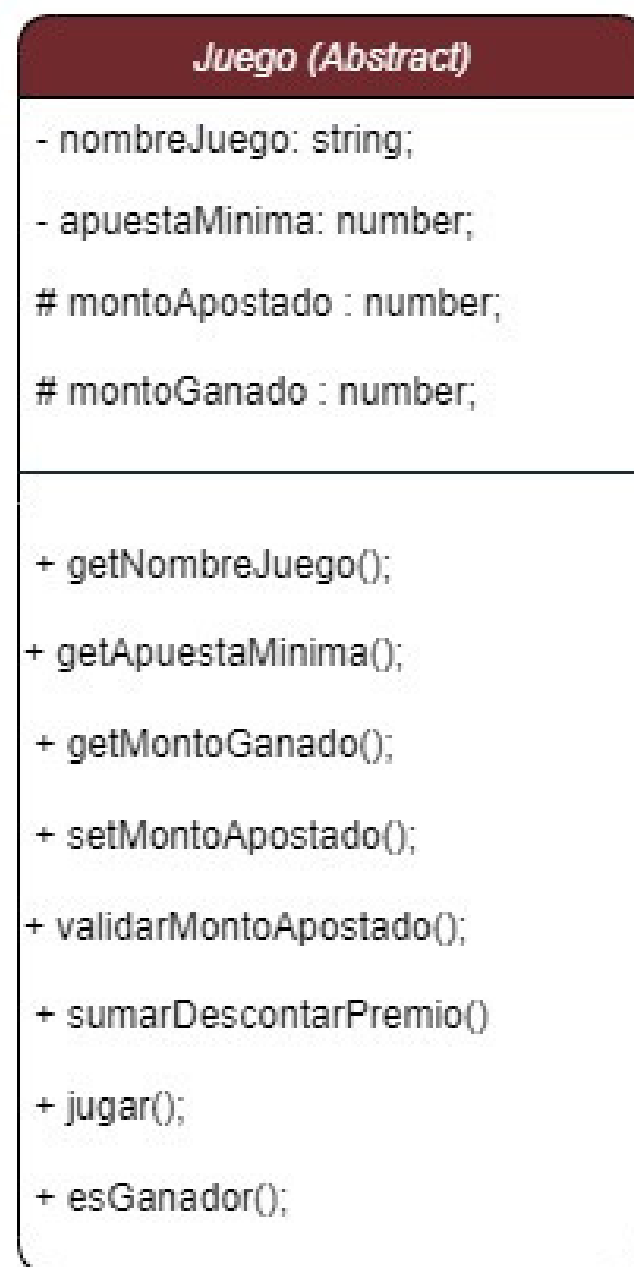 Juego (Abstract)
- nombreJuego: string;
- apuestaMinima: number;
# montoApostado : number;
# montoGanado : number;
+ getNombreJuego();
+ getApuestaMinima();
+ getMontoGanado();
+ setMontoApostado();
+ validarMontoApostado();
+ sumarDescontarPremio()
+ jugar();
+ esGanador();